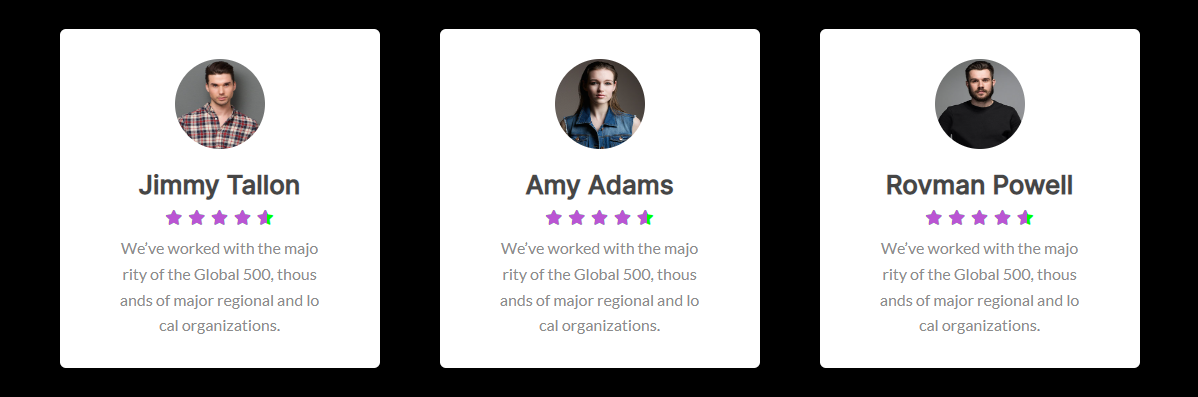 Jimmy Tallon
We’ve worked with the majo
rity of the Global 500, thous
ands of major regional and lo
cal organizations.
Amy Adams
We’ve worked with the majo
rity of the Global 500, thous
ands of major regional and lo
cal organizations.
Rovman Powell
We’ve worked with the majo
rity of the Global 500, thous
ands of major regional and lo
cal organizations.